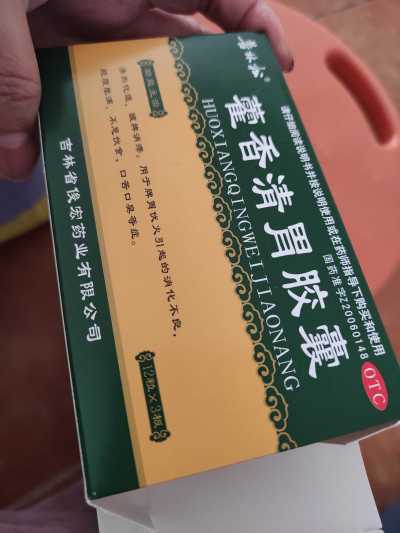 请仔细阅读说明书并按说明使用或在药师指导下购买和使用
国药准字Z20060148
OTC
藿香清胃胶囊
HUOXIANGQINGWEIJIAONANG
功能主治
清热化湿,醒脾消滞。用于脾胃伏火引起的消化不良,
脘腹胀满,不思饮食,口苦口臭等症。
12粒×3板
吉林省俊宏药业有限公司